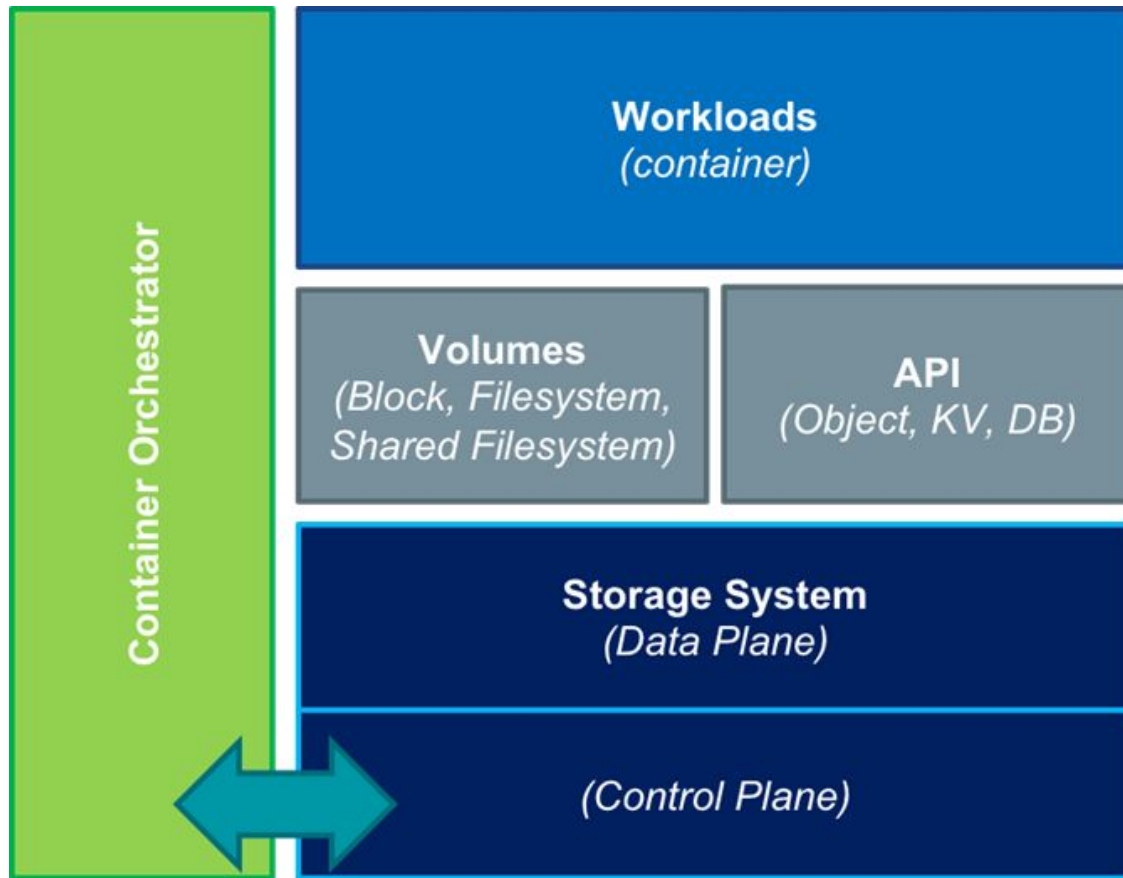 Container Orchestrator
Workloads
(container)
Volumes
(Block, Filesystem,
Shared Filesystem)
API
(Object, KV, DB)
Storage System
(Data Plane)
(Control Plane)